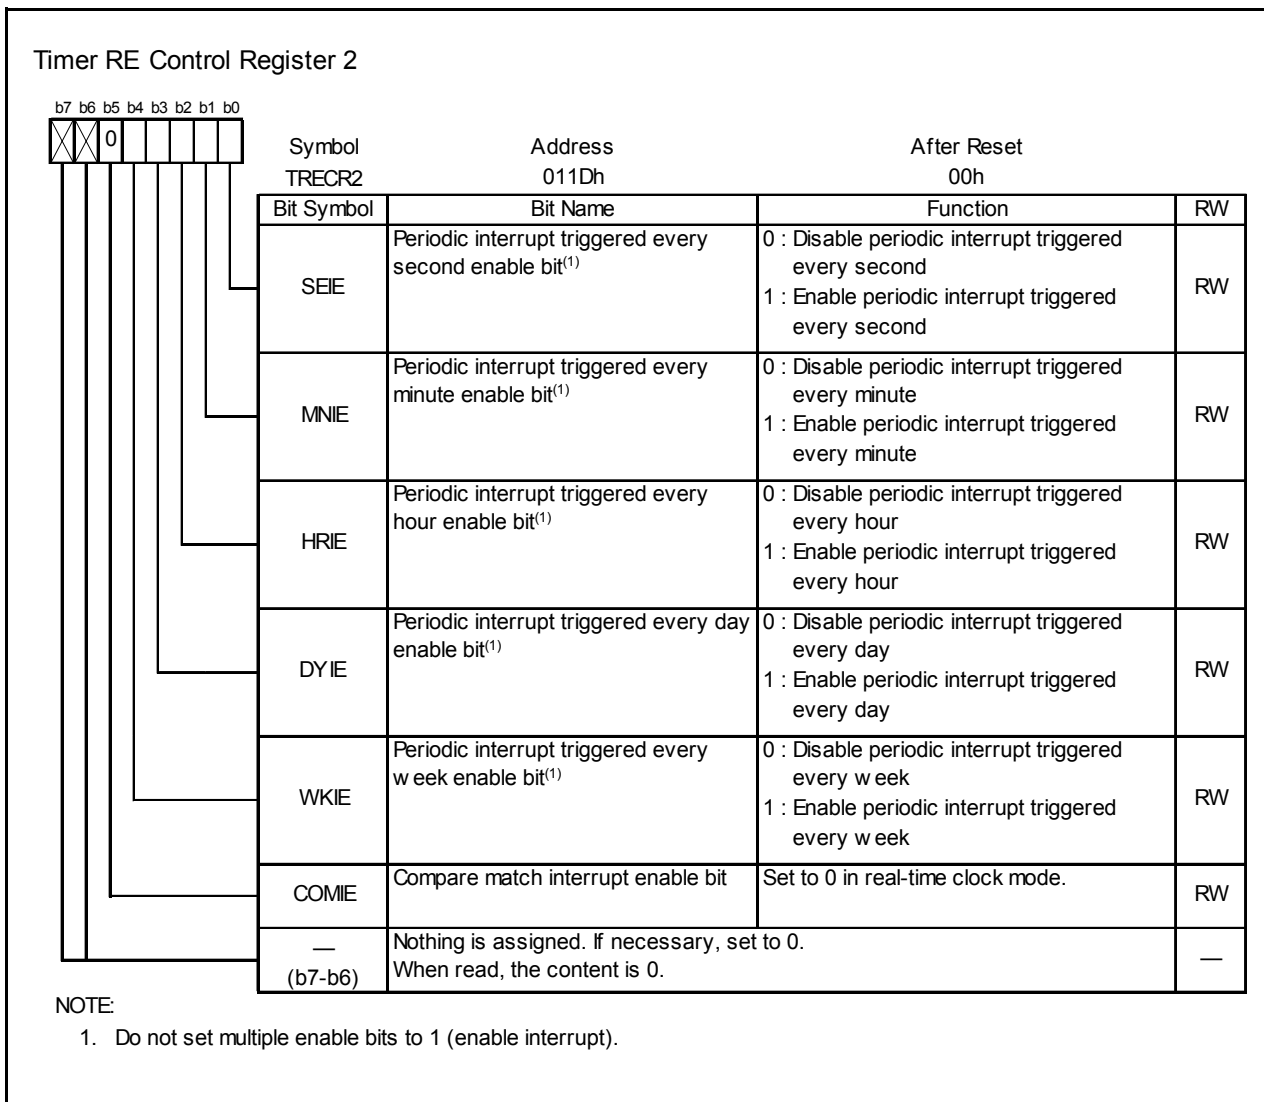 Timer RE Control Register 2
b7 b6 b5 b4 b3 b2 b1 b0
0
Symbol Address After Reset
TRECR2 011Dh 00h
Bit Symbol Bit Name Function RW
SEIE
Periodic interrupt triggered every
second enable bit(1)
0 : Disable periodic interrupt triggered
every second
1 : Enable periodic interrupt triggered
every second
RW
MNIE
Periodic interrupt triggered every
minute enable bit(1)
0 : Disable periodic interrupt triggered
every minute
1 : Enable periodic interrupt triggered
every minute
RW
HRIE
Periodic interrupt triggered every
hour enable bit(1)
0 : Disable periodic interrupt triggered
every hour
1 : Enable periodic interrupt triggered
every hour
RW
DYIE
Periodic interrupt triggered every day
enable bit(1)
0 : Disable periodic interrupt triggered
every day
1 : Enable periodic interrupt triggered
every day
RW
WKIE
Periodic interrupt triggered every
week enable bit(1)
0 : Disable periodic interrupt triggered
every week
1 : Enable periodic interrupt triggered
every week
RW
COMIE
Compare match interrupt enable bit
Set to 0 in real-time clock mode.
RW
—
(b7-b6)
Nothing is assigned. If necessary, set to 0.
When read, the content is 0.
—
NOTE:
1. Do not set multiple enable bits to 1 (enable interrupt).